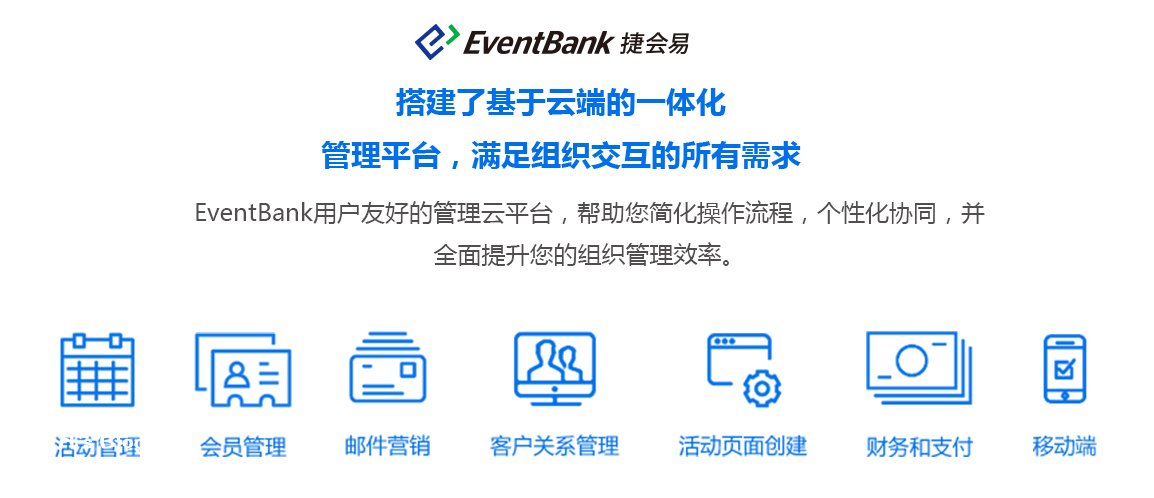 EventBank 捷会易
搭建了基于云端的一体化
管理平台，满足组织交互的所有需求
EventBank用户友好的管理云平台，帮助您简化操作流程，个性化协同，并
全面提升您的组织管理效率。
活动管理 会员管理 邮件营销 客户关系管理 活动页面创建 财务和支付 移动端